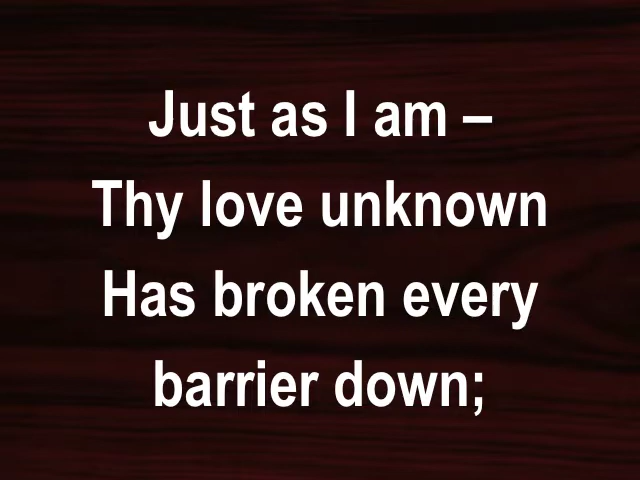 Just as I am –
Thy love unknown
Has broken every
barrier down;